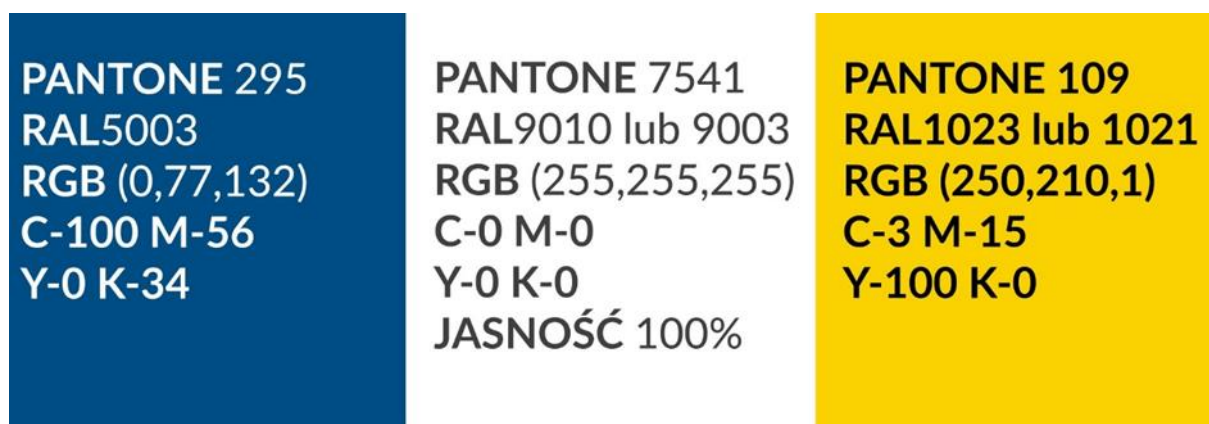 PANTONE 295
RAL5003
RGB (0,77,132)
C-100 M-56
Y-0 K-34
PANTONE 7541
RAL9010 lub 9003
RGB (255,255,255)
C-0 M-0
Y-0 K-0
JASNOŚĆ 100%
PANTONE 109
RAL1023 lub 1021
RGB (250,210,1)
C-3 M-15
Y-100 K-0